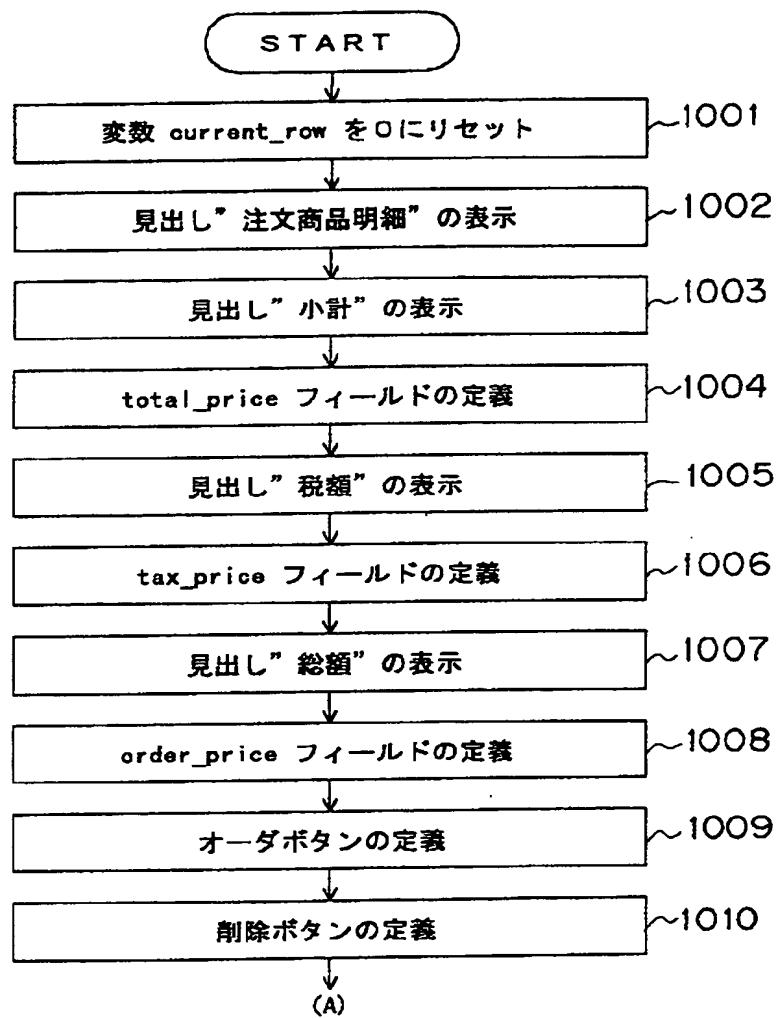 START
変数 current_row を0にリセット
1001
見出し”注文商品明細”の表示
1002
見出し”小計”の表示
1003
total_price フィールドの定義
1004
見出し”税額”の表示
1005
tax_price フィールドの定義
1006
見出し”総額”の表示
1007
order_price フィールドの定義
1008
オーダボタンの定義
1009
削除ボタンの定義
1010
(A)